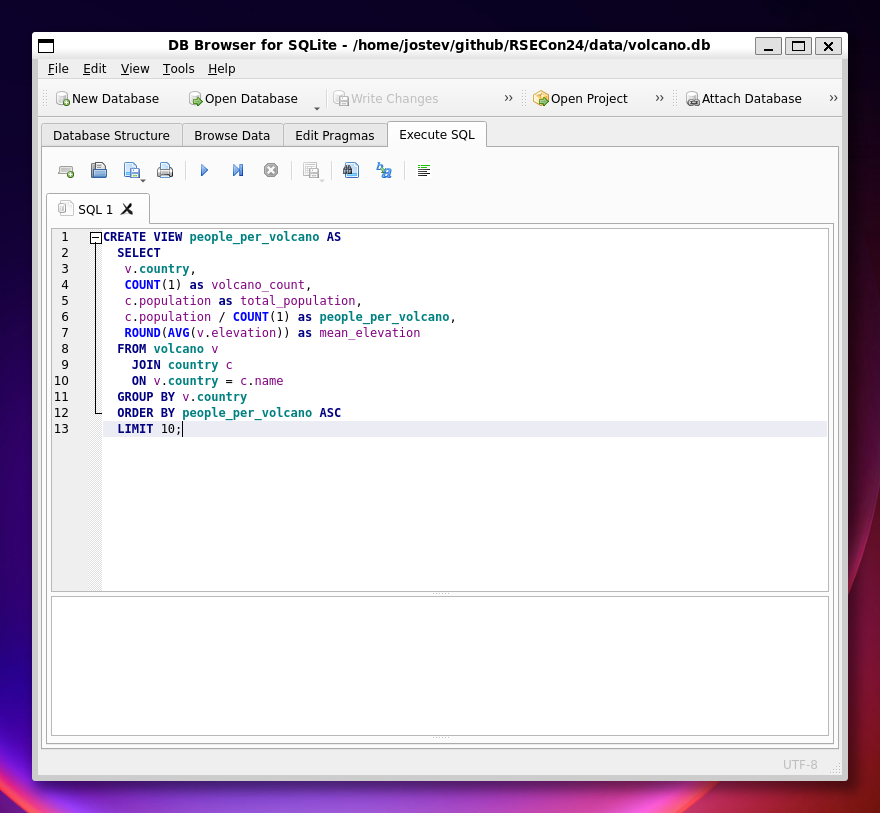 DB Browser for SQLite - /home/jostev/github/RSECon24/data/volcano.db
File Edit View Tools Help
New Database Open Database Write Changes » Open Project » Attach Database »
Database Structure Browse Data Edit Pragmas Execute SQL
SQL 1
1 CREATE VIEW people_per_volcano AS
2 SELECT
3 v.country,
4 COUNT(1) as volcano_count,
5 c.population as total_population,
6 c.population / COUNT(1) as people_per_volcano,
7 ROUND(AVG(v.elevation)) as mean_elevation
8 FROM volcano v
9 JOIN country c
10 ON v.country = c.name
11 GROUP BY v.country
12 ORDER BY people_per_volcano ASC
13 LIMIT 10;
UTF-8